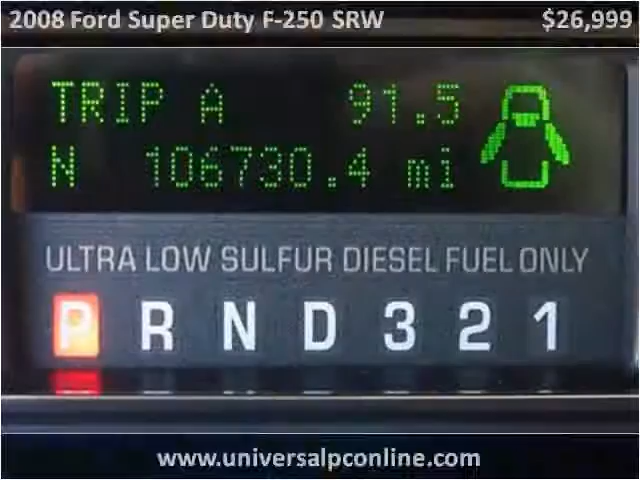 2008 Ford Super Duty F-250 SRW $26,999
TRIP A 91.5
N 106730.4 mi
ULTRA LOW SULFUR DIESEL FUEL ONLY
P R N D 3 2 1
www.universalpconline.com